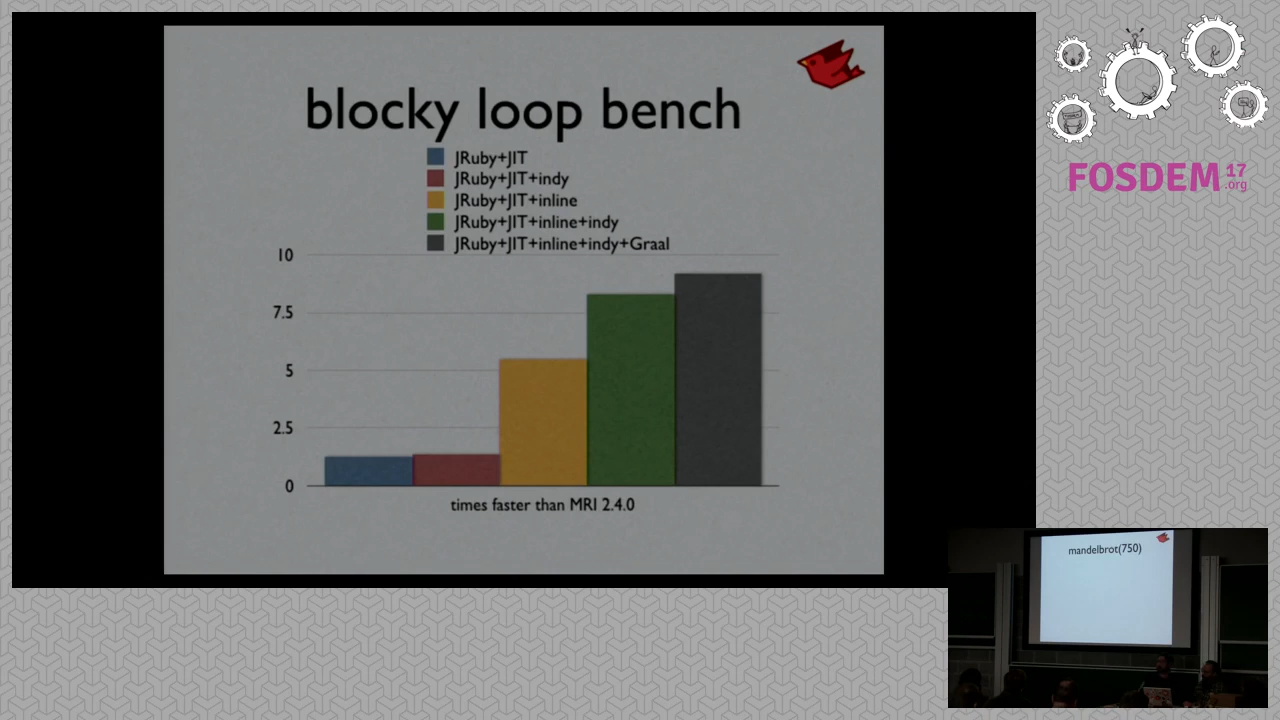 blocky loop bench
JRuby+JIT
JRuby+JIT+indy
JRuby+JIT+inline
JRuby+JIT+inline+indy
JRuby+JIT+inline+indy+Graal
10
7.5
5
2.5
0
times faster than MRI 2.4.0
FOSDEM 17
.org
mandelbrot(750)